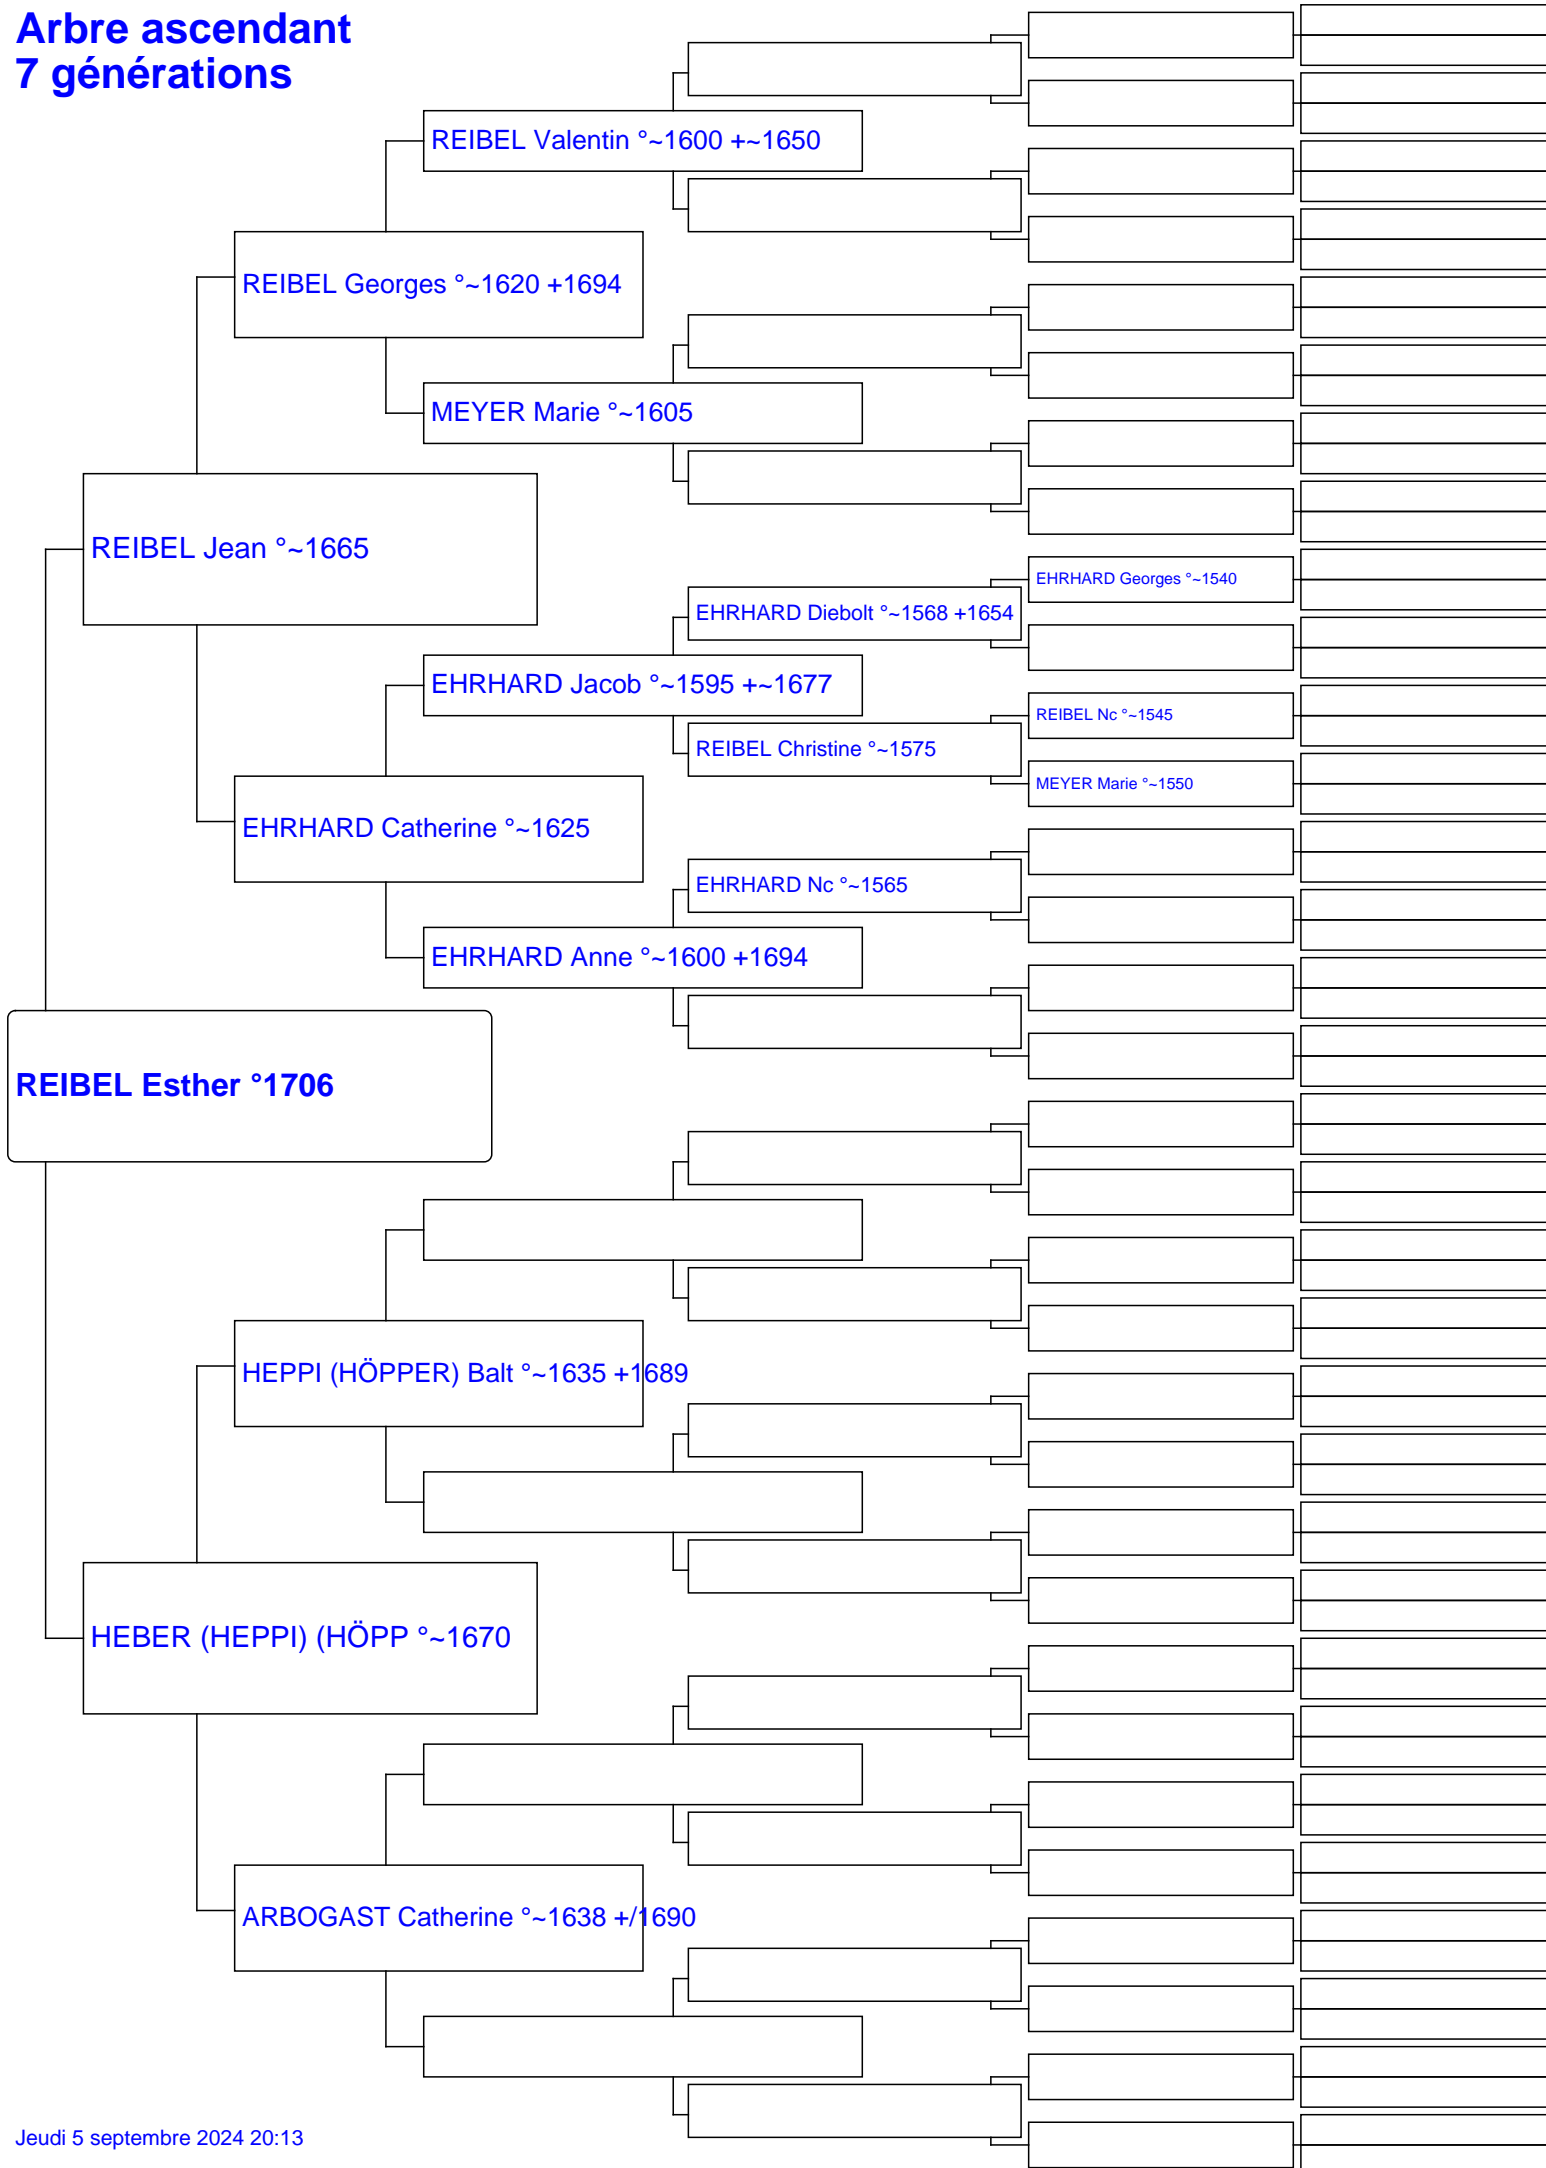 Arbre ascendant
7 générations
REIBEL Valentin °~1600 +~1650
REIBEL Georges °~1620 +1694
MEYER Marie °~1605
REIBEL Jean °~1665
EHRHARD Georges °~1540
EHRHARD Diebolt °~1568 +1654
EHRHARD Jacob °~1595 +~1677
REIBEL Nc °~1545
REIBEL Christine °~1575
MEYER Marie °~1550
EHRHARD Catherine °~1625
EHRHARD Nc °~1565
EHRHARD Anne °~1600 +1694
REIBEL Esther °1706
HEPPI (HÖPPER) Balt °~1635 +1689
HEBER (HEPPI) (HÖPP °~1670
ARBOGAST Catherine °~1638 +/1690
Jeudi 5 septembre 2024 20:13